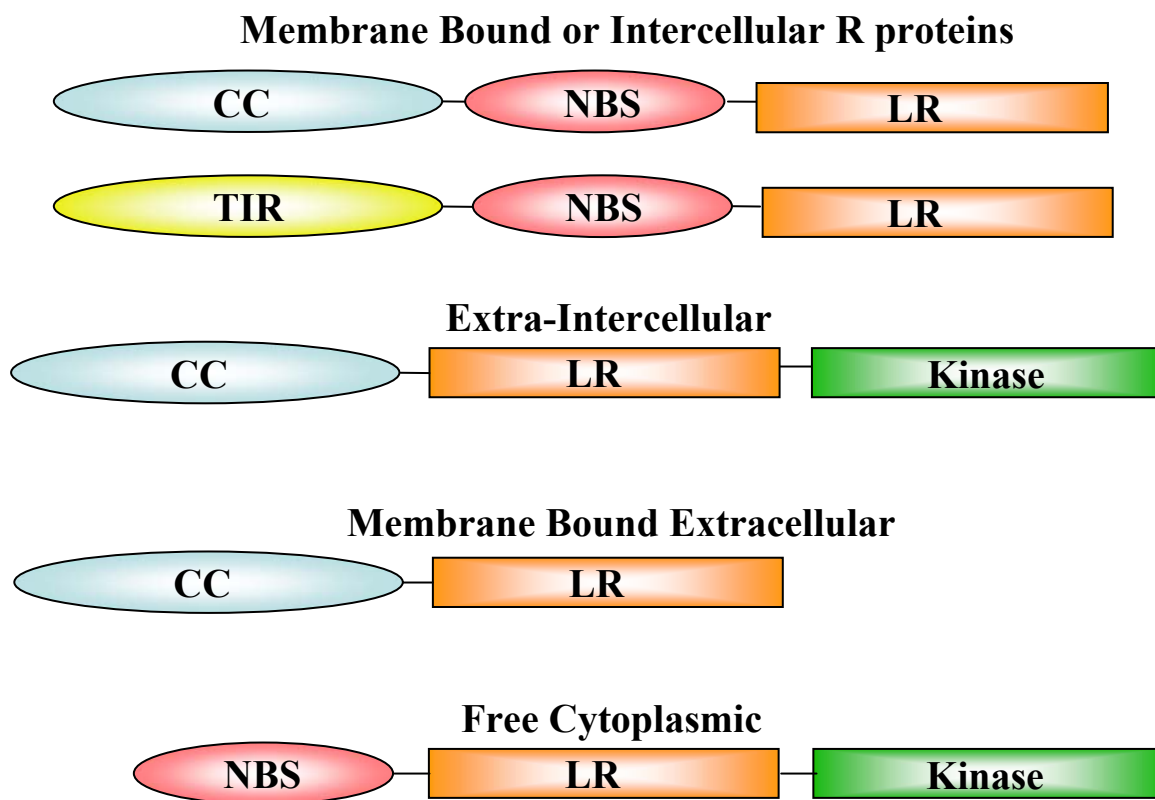 Membrane Bound or Intercellular R proteins
CC NBS LR
TIR NBS LR
Extra-Intercellular
CC LR Kinase
Membrane Bound Extracellular
CC LR
Free Cytoplasmic
NBS LR Kinase